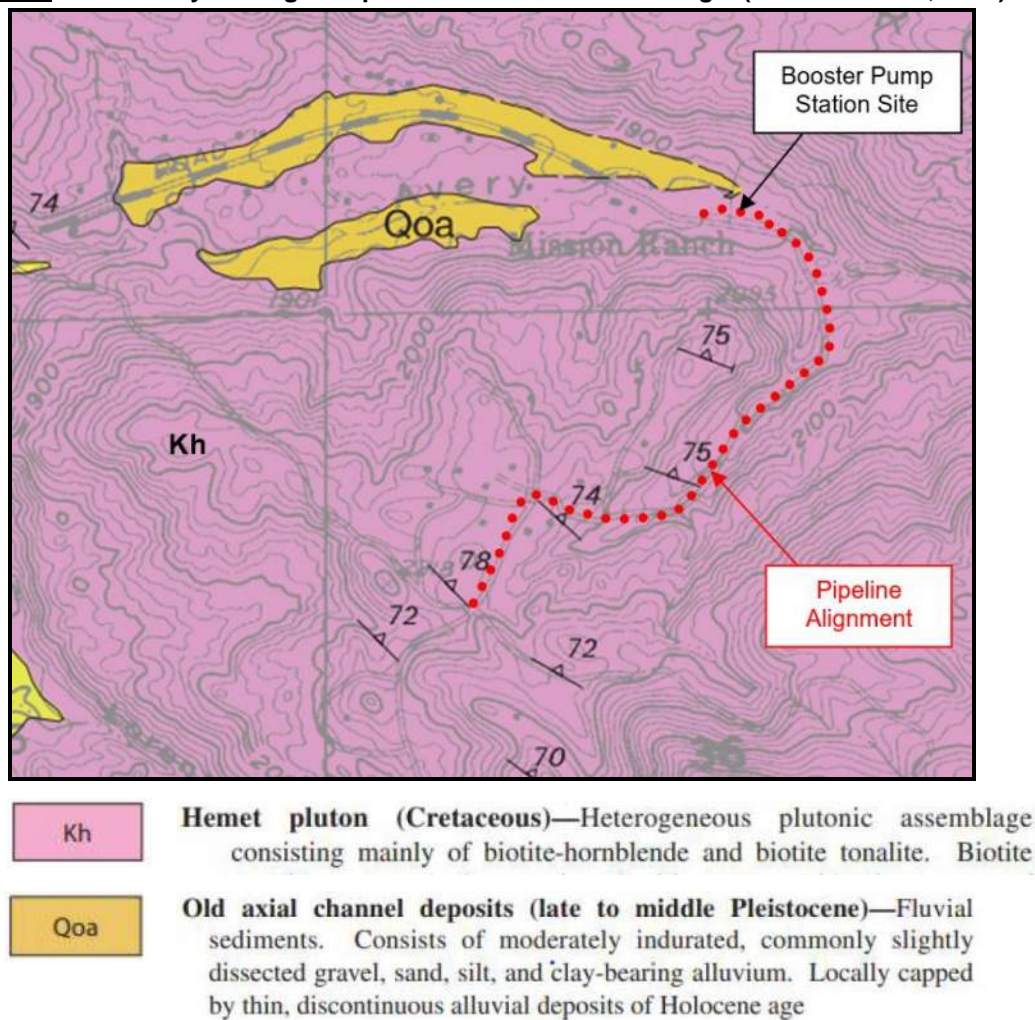 Booster Pump
Station Site
1900
ROAD
74
Avery
Qoa
Mission Ranch
1901
75
2000
1900
2100
Kh
75
74
78
72
72
Pipeline
Alignment
36
70
Kh
Hemet pluton (Cretaceous)—Heterogeneous plutonic assemblage
consisting mainly of biotite-hornblende and biotite tonalite. Biotite
Qoa
Old axial channel deposits (late to middle Pleistocene)—Fluvial
sediments. Consists of moderately indurated, commonly slightly
dissected gravel, sand, silt, and clay-bearing alluvium. Locally capped
by thin, discontinuous alluvial deposits of Holocene age